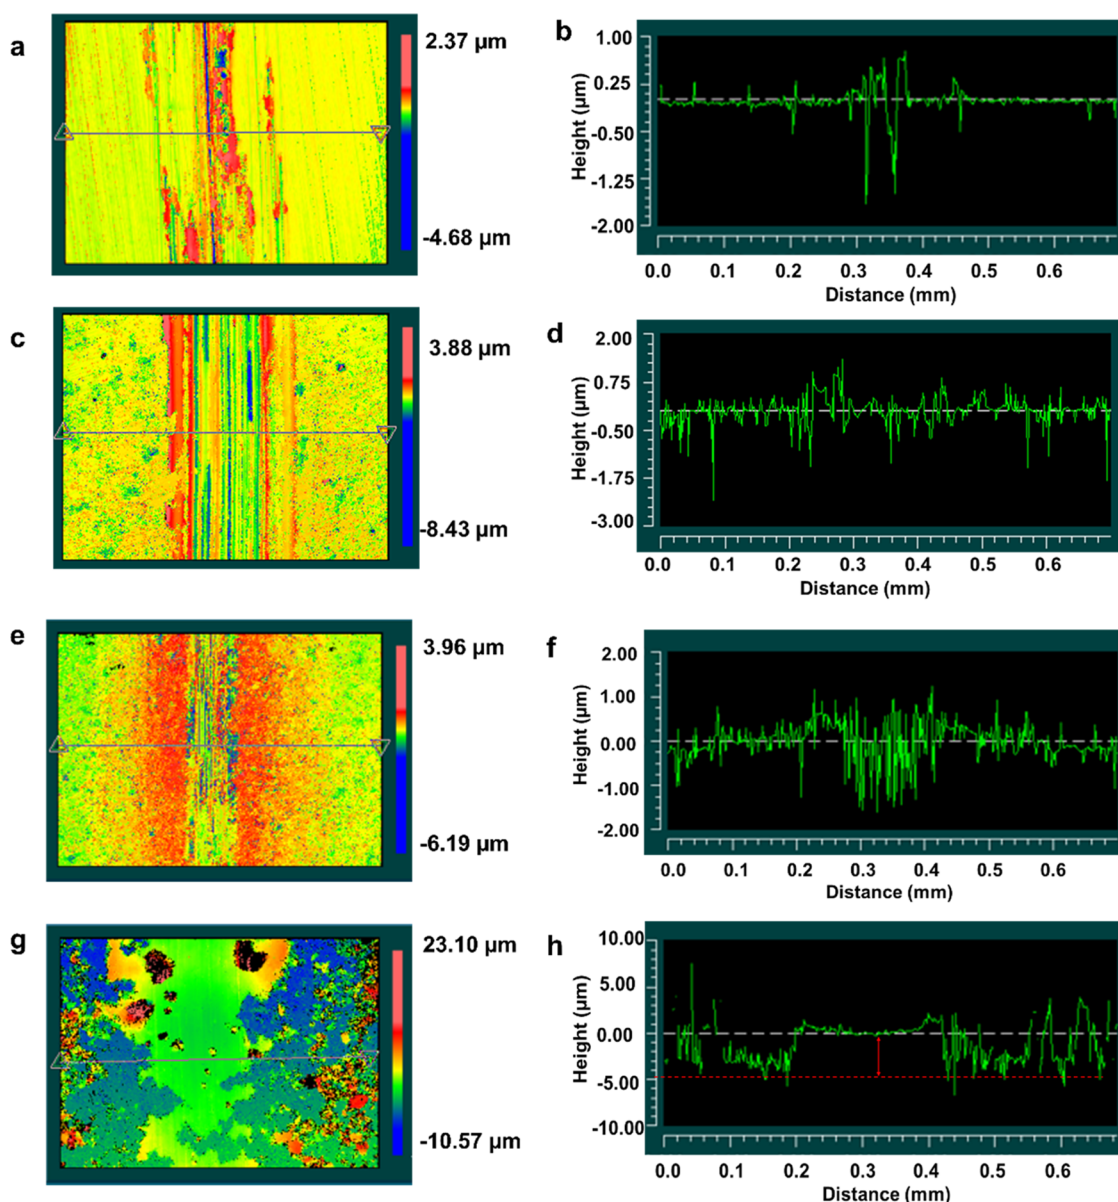 a
2.37 µm
-4.68 µm
b
1.00
0.25
-0.50
-1.25
-2.00
Height (µm)
0.0 0.1 0.2 0.3 0.4 0.5 0.6
Distance (mm)
c
3.88 µm
-8.43 µm
d
2.00
0.75
-0.50
-1.75
-3.00
Height (µm)
0.0 0.1 0.2 0.3 0.4 0.5 0.6
Distance (mm)
e
3.96 µm
-6.19 µm
f
2.00
1.00
0.00
-1.00
-2.00
Height (µm)
0.0 0.1 0.2 0.3 0.4 0.5 0.6
Distance (mm)
g
23.10 µm
-10.57 µm
h
10.00
5.00
0.00
-5.00
-10.00
Height (µm)
0.0 0.1 0.2 0.3 0.4 0.5 0.6
Distance (mm)